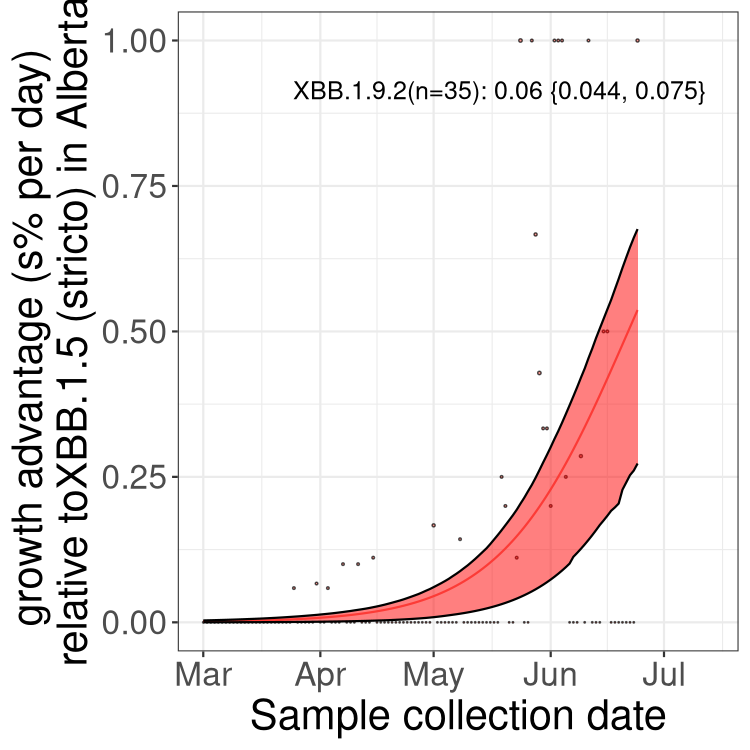 growth advantage (s% per day)
relative toXBB.1.5 (stricto) in Alberta
1.00
0.75
0.50
0.25
0.00
XBB.1.9.2(n=35): 0.06 {0.044, 0.075}
Mar Apr May Jun Jul
Sample collection date